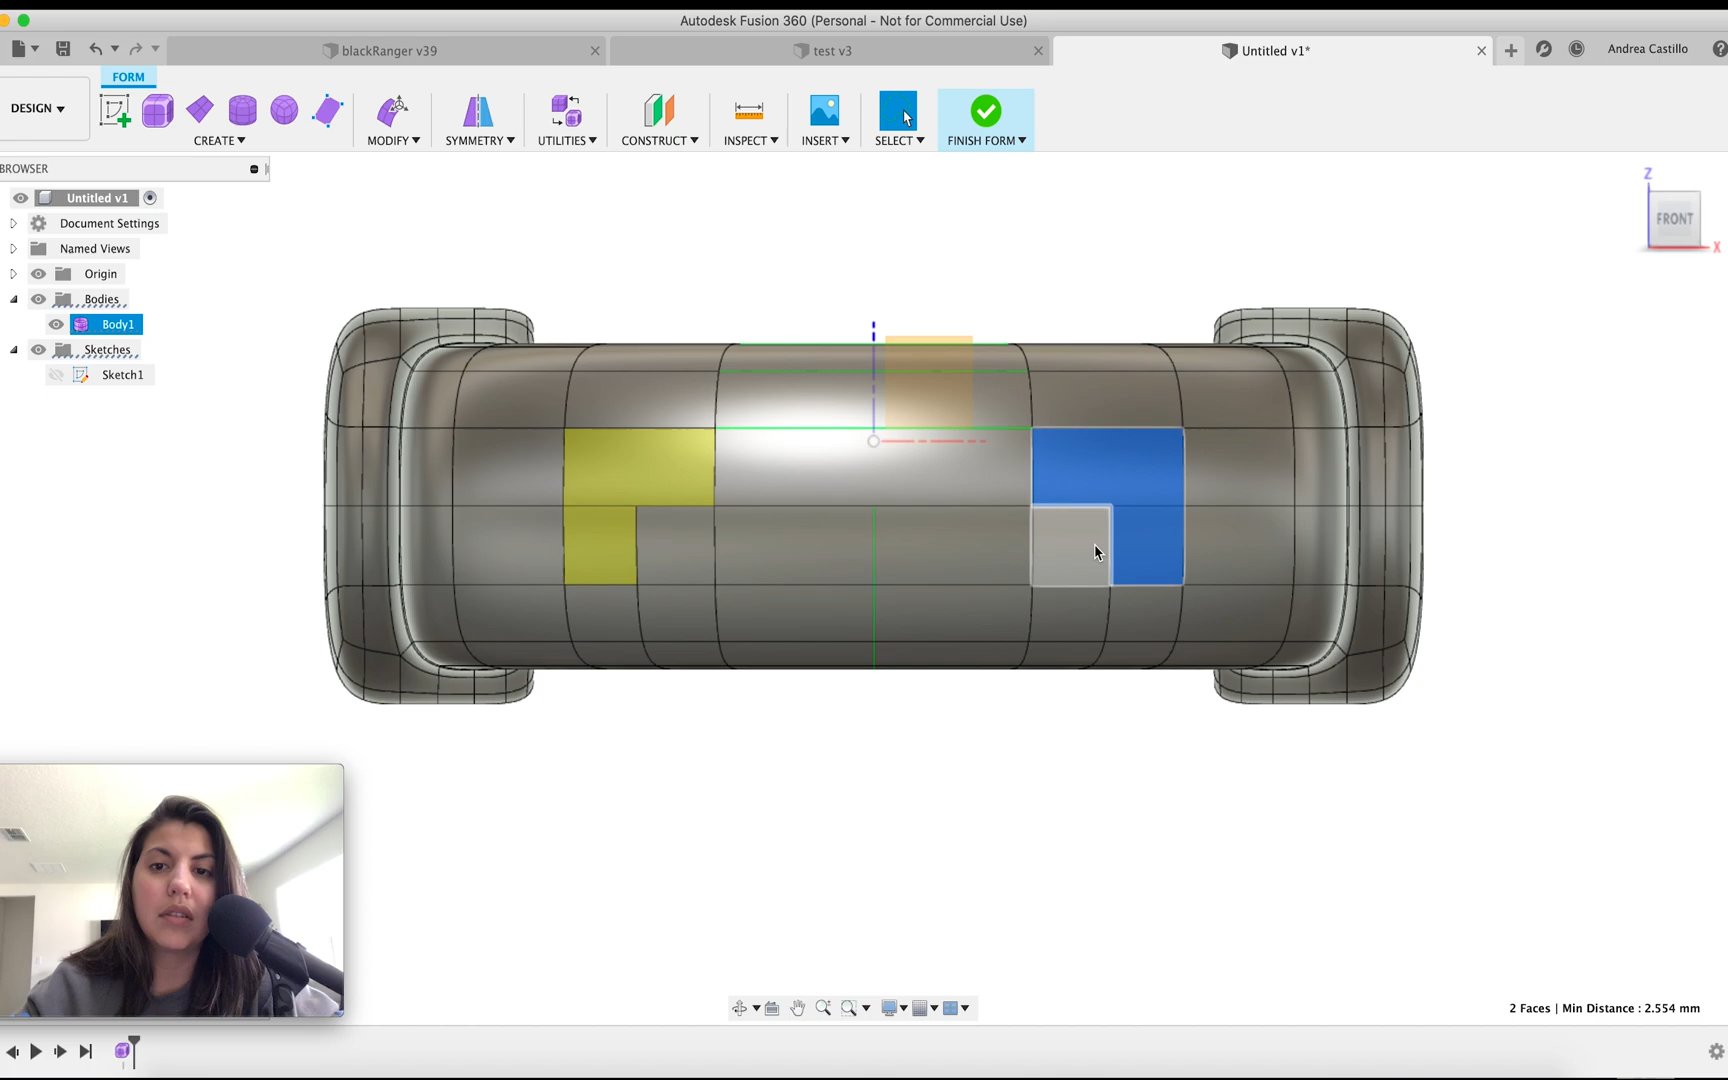 Autodesk Fusion 360 (Personal - Not for Commercial Use)
blackRanger v39
test v3
Untitled v1*
Andrea Castillo
?
FORM
DESIGN
CREATE
MODIFY
SYMMETRY
UTILITIES
CONSTRUCT
INSPECT
INSERT
SELECT
FINISH FORM
BROWSER
Untitled v1
Document Settings
Named Views
Origin
Bodies
Body1
Sketches
Sketch1
Z
FRONT
X
2 Faces | Min Distance : 2.554 mm